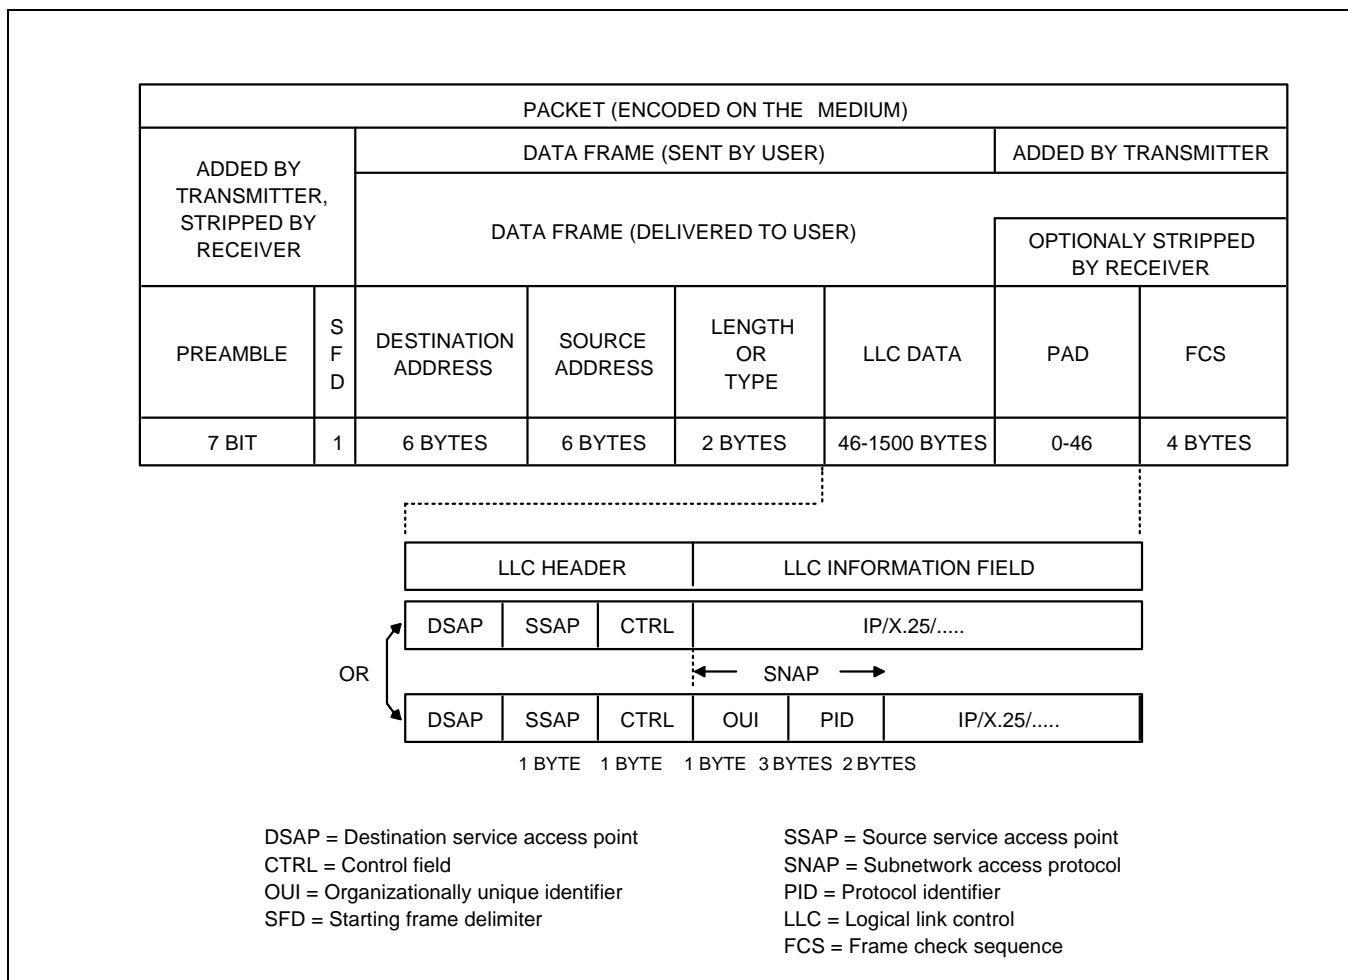 PACKET (ENCODED ON THE MEDIUM)
ADDED BY
TRANSMITTER,
STRIPPED BY
RECEIVER
DATA FRAME (SENT BY USER)
ADDED BY TRANSMITTER
DATA FRAME (DELIVERED TO USER)
OPTIONALY STRIPPED
BY RECEIVER
PREAMBLE
S
F
D
DESTINATION
ADDRESS
SOURCE
ADDRESS
LENGTH
OR
TYPE
LLC DATA
PAD
FCS
7 BIT
1
6 BYTES
6 BYTES
2 BYTES
46-1500 BYTES
0-46
4 BYTES
LLC HEADER
LLC INFORMATION FIELD
DSAP
SSAP
CTRL
IP/X.25/.....
OR
SNAP
DSAP
SSAP
CTRL
OUI
PID
IP/X.25/.....
1 BYTE
1 BYTE
1 BYTE
3 BYTES
2 BYTES
DSAP = Destination service access point
CTRL = Control field
OUI = Organizationally unique identifier
SFD = Starting frame delimiter
SSAP = Source service access point
SNAP = Subnetwork access protocol
PID = Protocol identifier
LLC = Logical link control
FCS = Frame check sequence